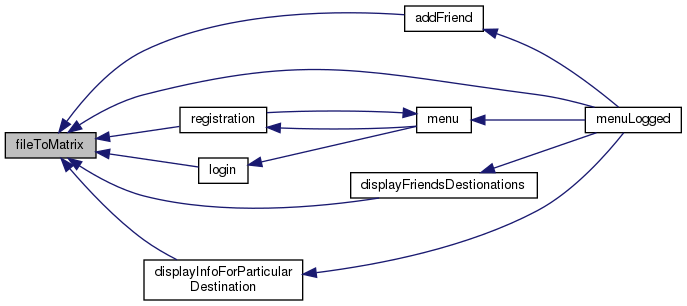 addFriend
fileToMatrix
registration
menu
menuLogged
login
displayFriendsDestionations
displayInfoForParticular
Destination